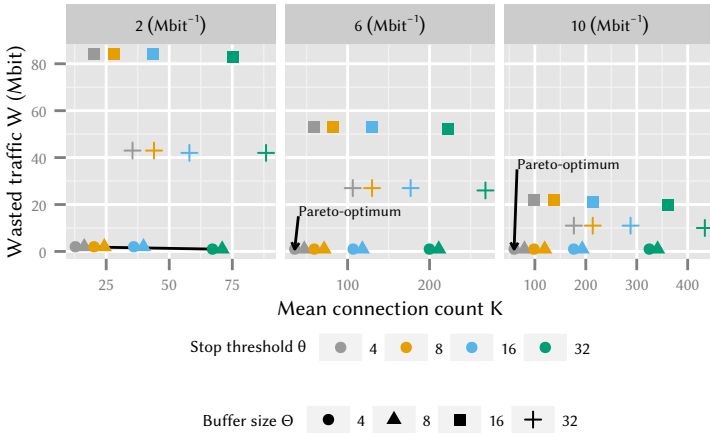 2 (Mbit⁻¹) 6 (Mbit⁻¹) 10 (Mbit⁻¹)
Wasted traffic W (Mbit)
80
60
40
20
0
Pareto-optimum
Pareto-optimum
25 50 75 100 200 100 200 300 400
Mean connection count K
Stop threshold θ 4 8 16 32
Buffer size Θ 4 8 16 32